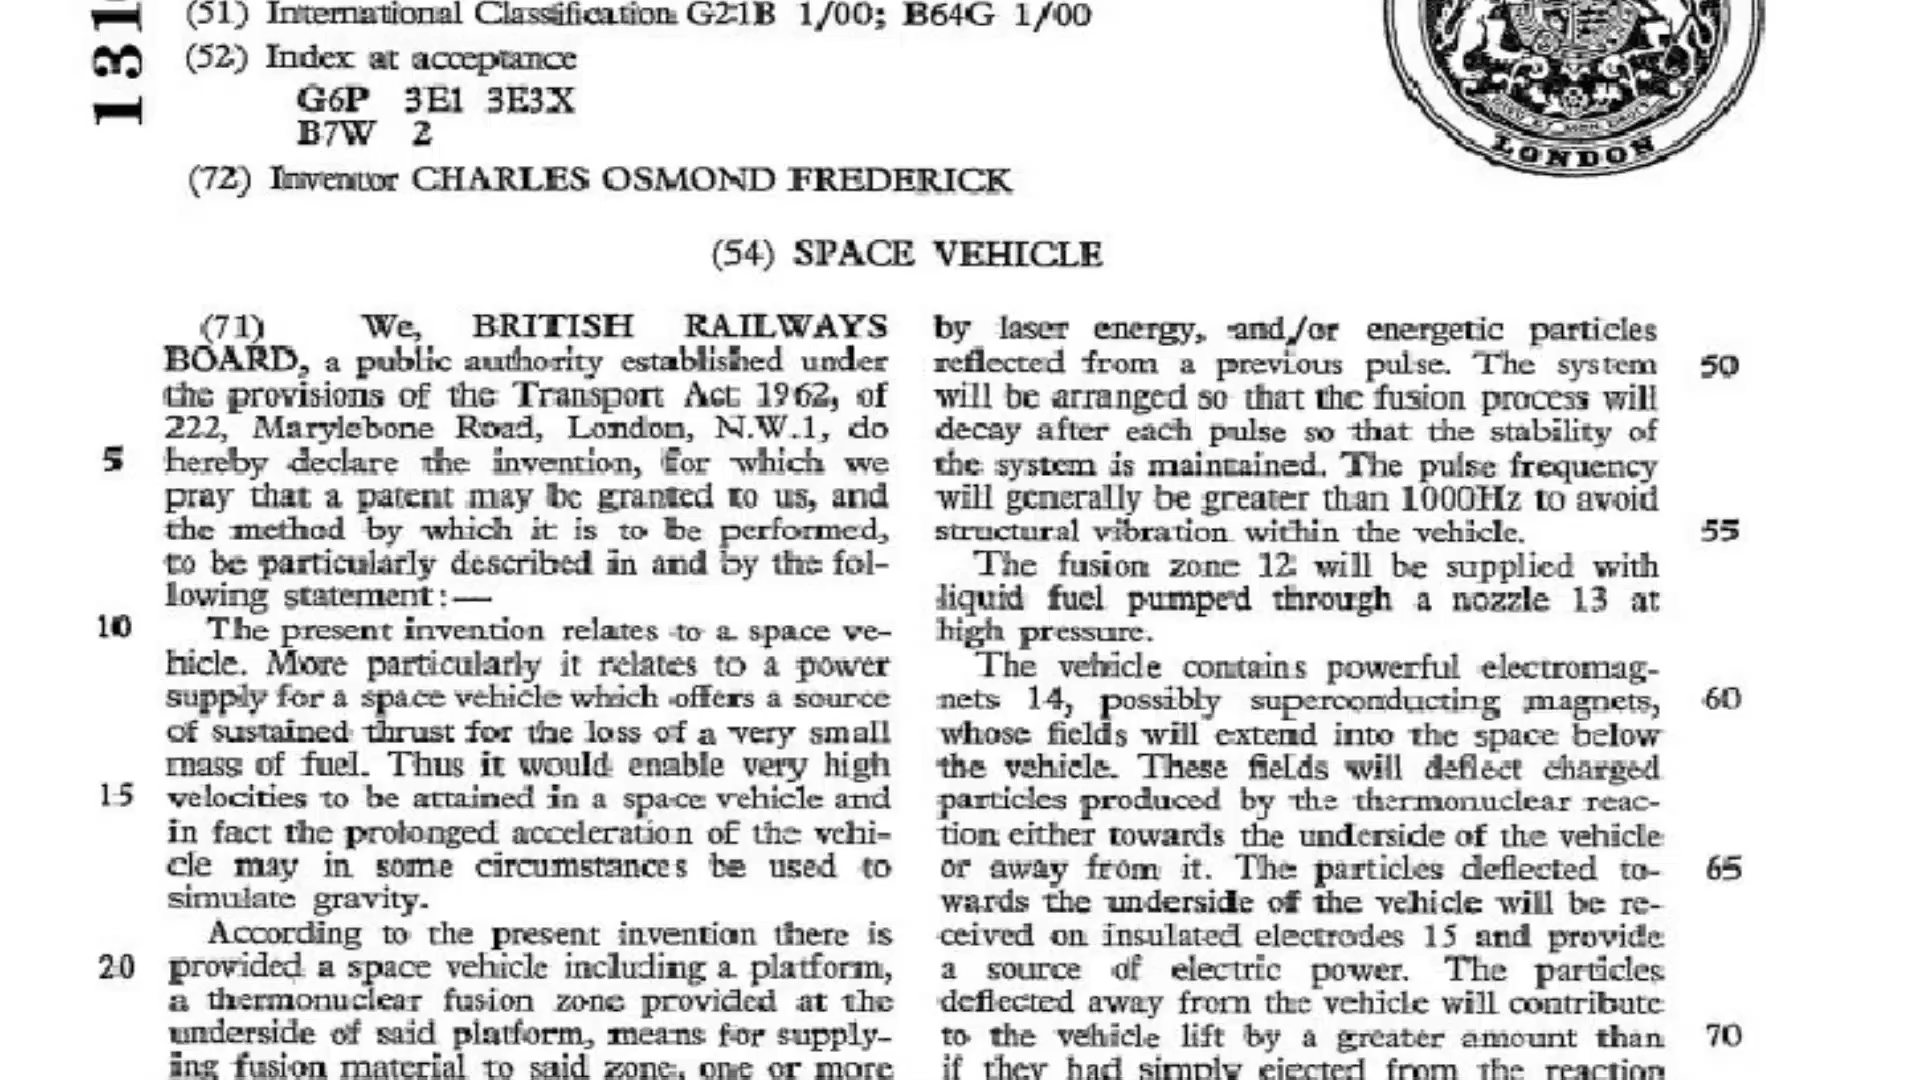 131
(51) International Classification G21B 1/00; B64G 1/00
(52) Index at acceptance
G6P 3E1 3E3X
B7W 2
(72) Inventor CHARLES OSMOND FREDERICK
LONDON
(54) SPACE VEHICLE
(71) We, BRITISH RAILWAYS
BOARD, a public authority established under
the provisions of the Transport Act 1962, of
222, Marylebone Road, London, N.W.1, do
5 hereby declare the invention, for which we
pray that a patent may be granted to us, and
the method by which it is to be performed,
to be particularly described in and by the fol-
lowing statement:—
10 The present invention relates to a space ve-
hicle. More particularly it relates to a power
supply for a space vehicle which offers a source
of sustained thrust for the loss of a very small
mass of fuel. Thus it would enable very high
15 velocities to be attained in a space vehicle and
in fact the prolonged acceleration of the vehi-
cle may in some circumstances be used to
simulate gravity.
According to the present invention there is
20 provided a space vehicle including a platform,
a thermonuclear fusion zone provided at the
underside of said platform, means for supply-
ing fusion material to said zone, one or more
by laser energy, and/or energetic particles
reflected from a previous pulse. The system 50
will be arranged so that the fusion process will
decay after each pulse so that the stability of
the system is maintained. The pulse frequency
will generally be greater than 1000Hz to avoid
structural vibration within the vehicle. 55
The fusion zone 12 will be supplied with
liquid fuel pumped through a nozzle 13 at
high pressure.
The vehicle contains powerful electromag-
nets 14, possibly superconducting magnets, 60
whose fields will extend into the space below
the vehicle. These fields will deflect charged
particles produced by the thermonuclear reac-
tion either towards the underside of the vehicle
or away from it. The particles deflected to- 65
wards the underside of the vehicle will be re-
ceived on insulated electrodes 15 and provide
a source of electric power. The particles
deflected away from the vehicle will contribute
to the vehicle lift by a greater amount than 70
if they had simply ejected from the reaction